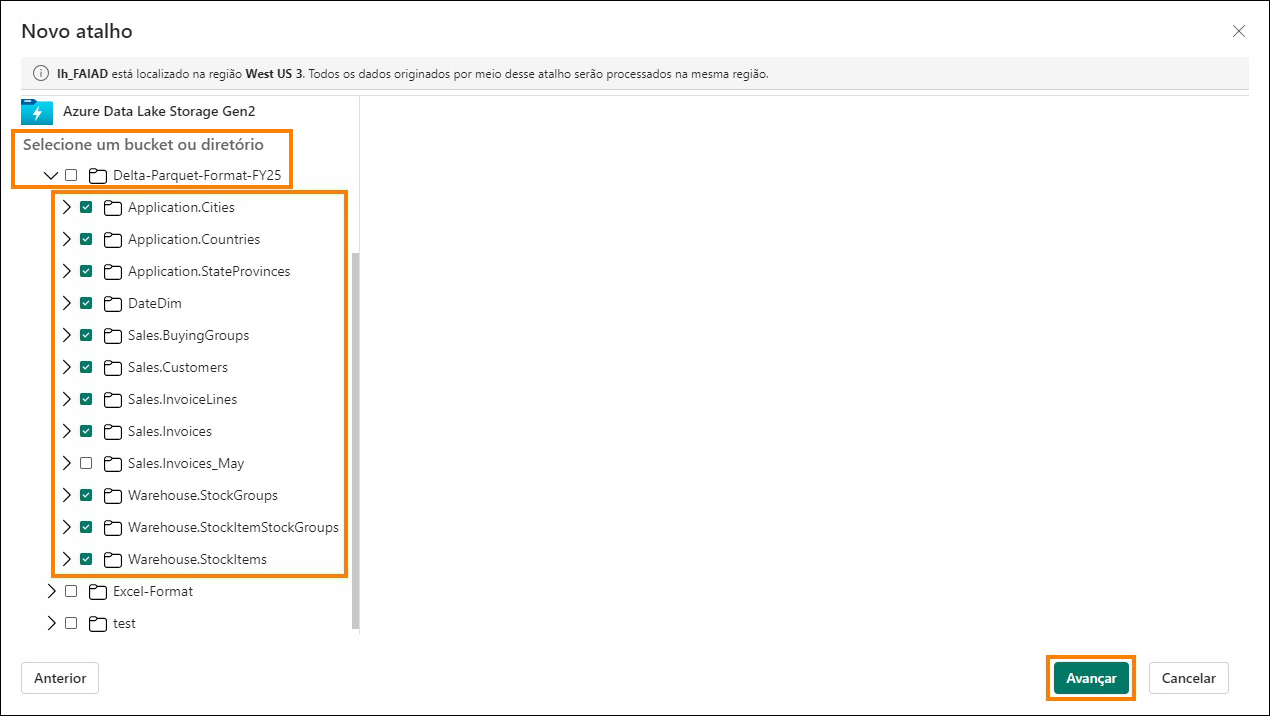 Novo atalho
lh_FAIAD está localizado na região West US 3. Todos os dados originados por meio desse atalho serão processados na mesma região.
Azure Data Lake Storage Gen2
Selecione um bucket ou diretório
Delta-Parquet-Format-FY25
Application.Cities
Application.Countries
Application.StateProvinces
DateDim
Sales.BuyingGroups
Sales.Customers
Sales.InvoiceLines
Sales.Invoices
Sales.Invoices_May
Warehouse.StockGroups
Warehouse.StockItemStockGroups
Warehouse.StockItems
Excel-Format
test
Anterior
Avançar
Cancelar